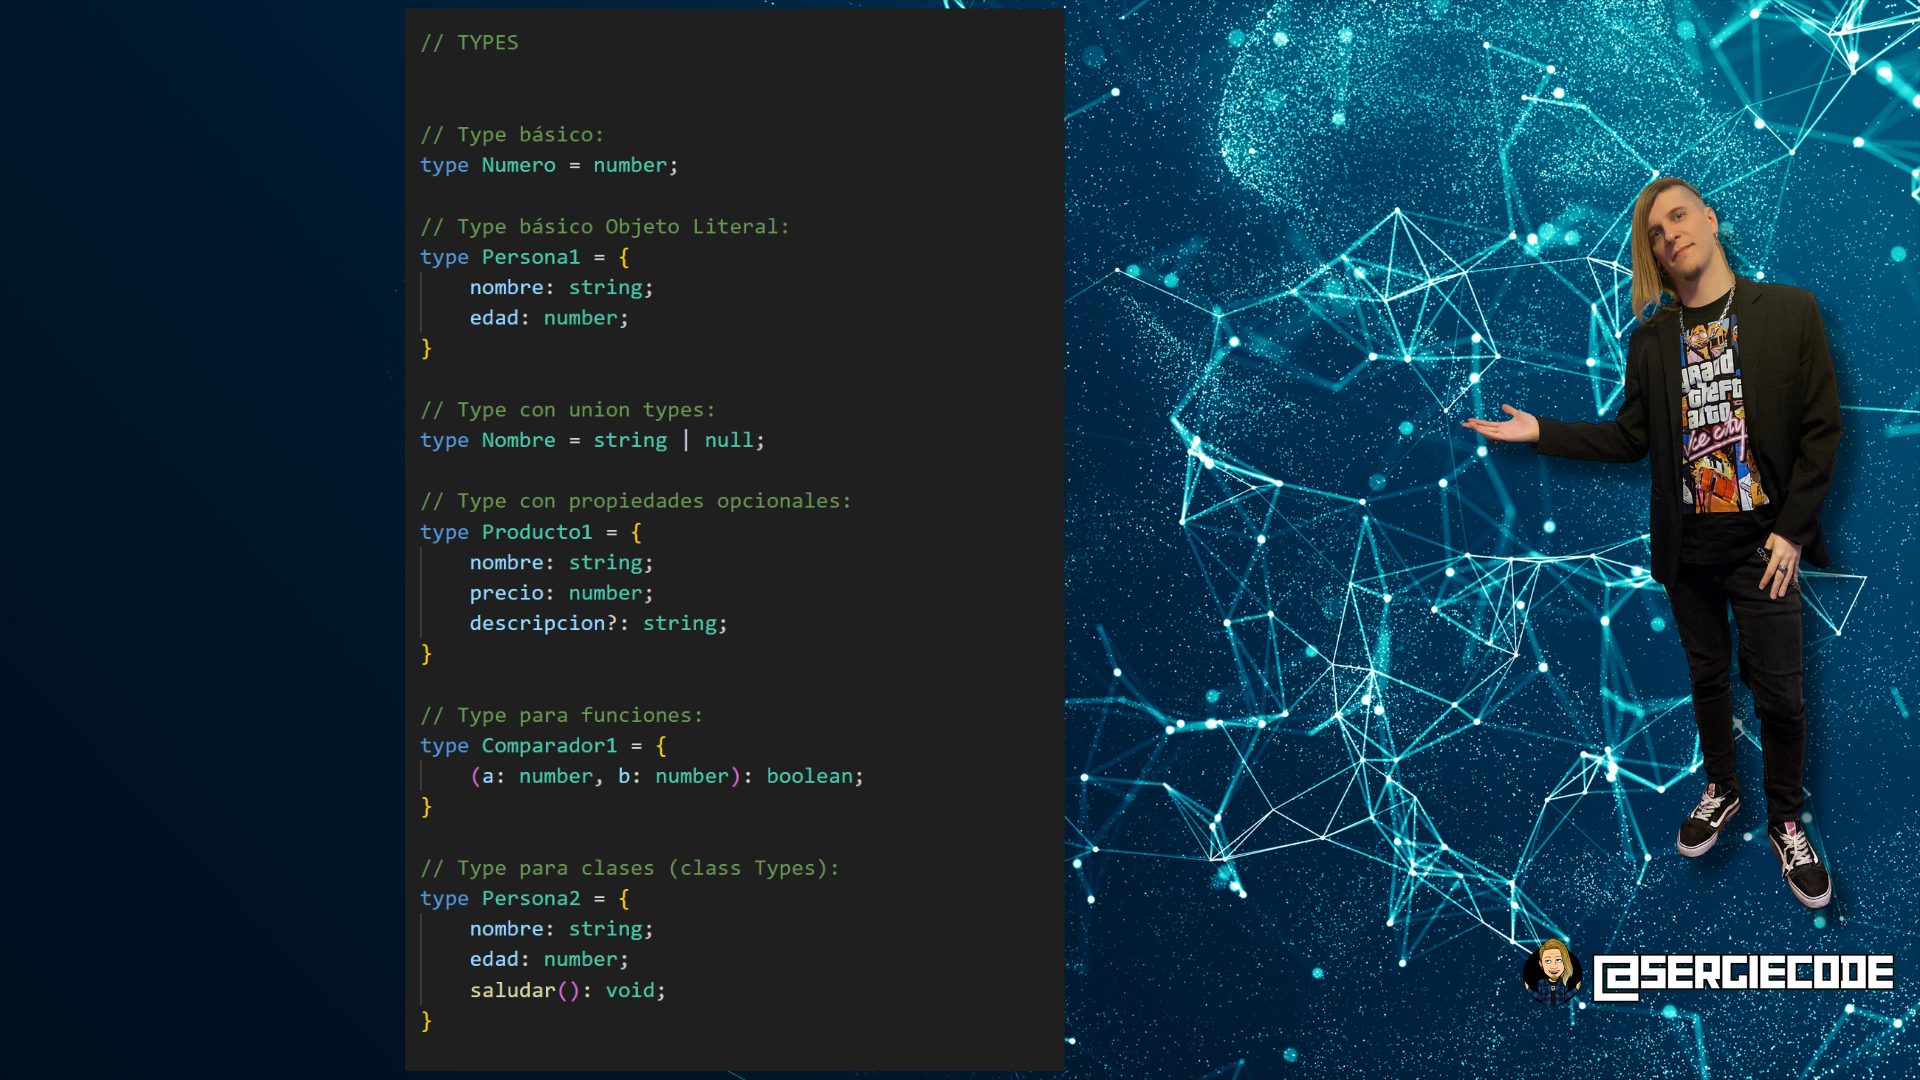 // TYPES
// Type básico:
type Numero = number;
// Type básico Objeto Literal:
type Persona1 = {
nombre: string;
edad: number;
}
// Type con union types:
type Nombre = string | null;
// Type con propiedades opcionales:
type Producto1 = {
nombre: string;
precio: number;
descripcion?: string;
}
// Type para funciones:
type Comparador1 = {
(a: number, b: number): boolean;
}
// Type para clases (class Types):
type Persona2 = {
nombre: string;
edad: number;
saludar(): void;
}
theft
auto
vice city
@SERGIECODE